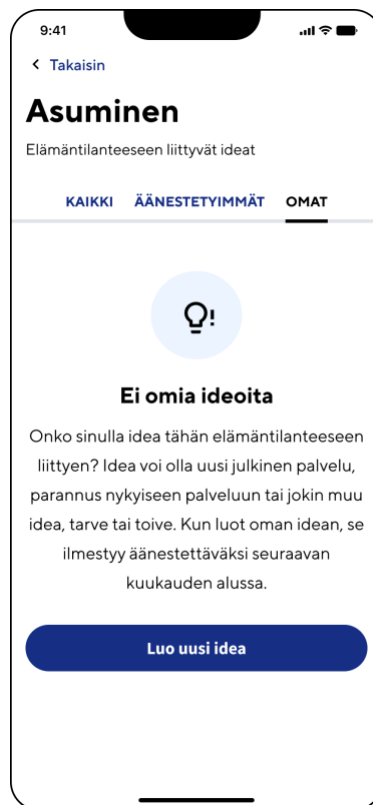 9:41
Takaisin
Asuminen
Elämäntilanteeseen liittyvät ideat
KAIKKI ÄÄNESTETYIMMÄT OMAT
Ei omia ideoita
Onko sinulla idea tähän elämäntilanteeseen
liittyen? Idea voi olla uusi julkinen palvelu,
parannus nykyiseen palveluun tai jokin muu
idea, tarve tai toive. Kun luot oman idean, se
ilmestyy äänestettäväksi seuraavan
kuukauden alussa.
Luo uusi idea